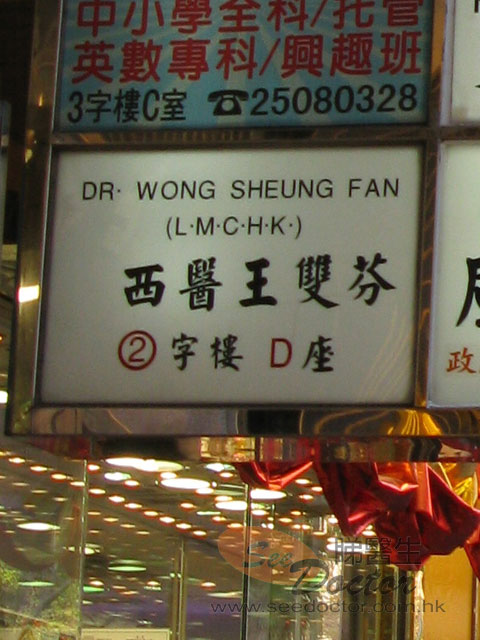 中小學全科/托管
英數專科/興趣班
3字樓C室 ☎25080328
DR· WONG SHEUNG FAN
(L·M·C·H·K·)
西醫王雙芬
②字樓 D座
政
See 睇醫生
Doctor
www.seedoctor.com.hk